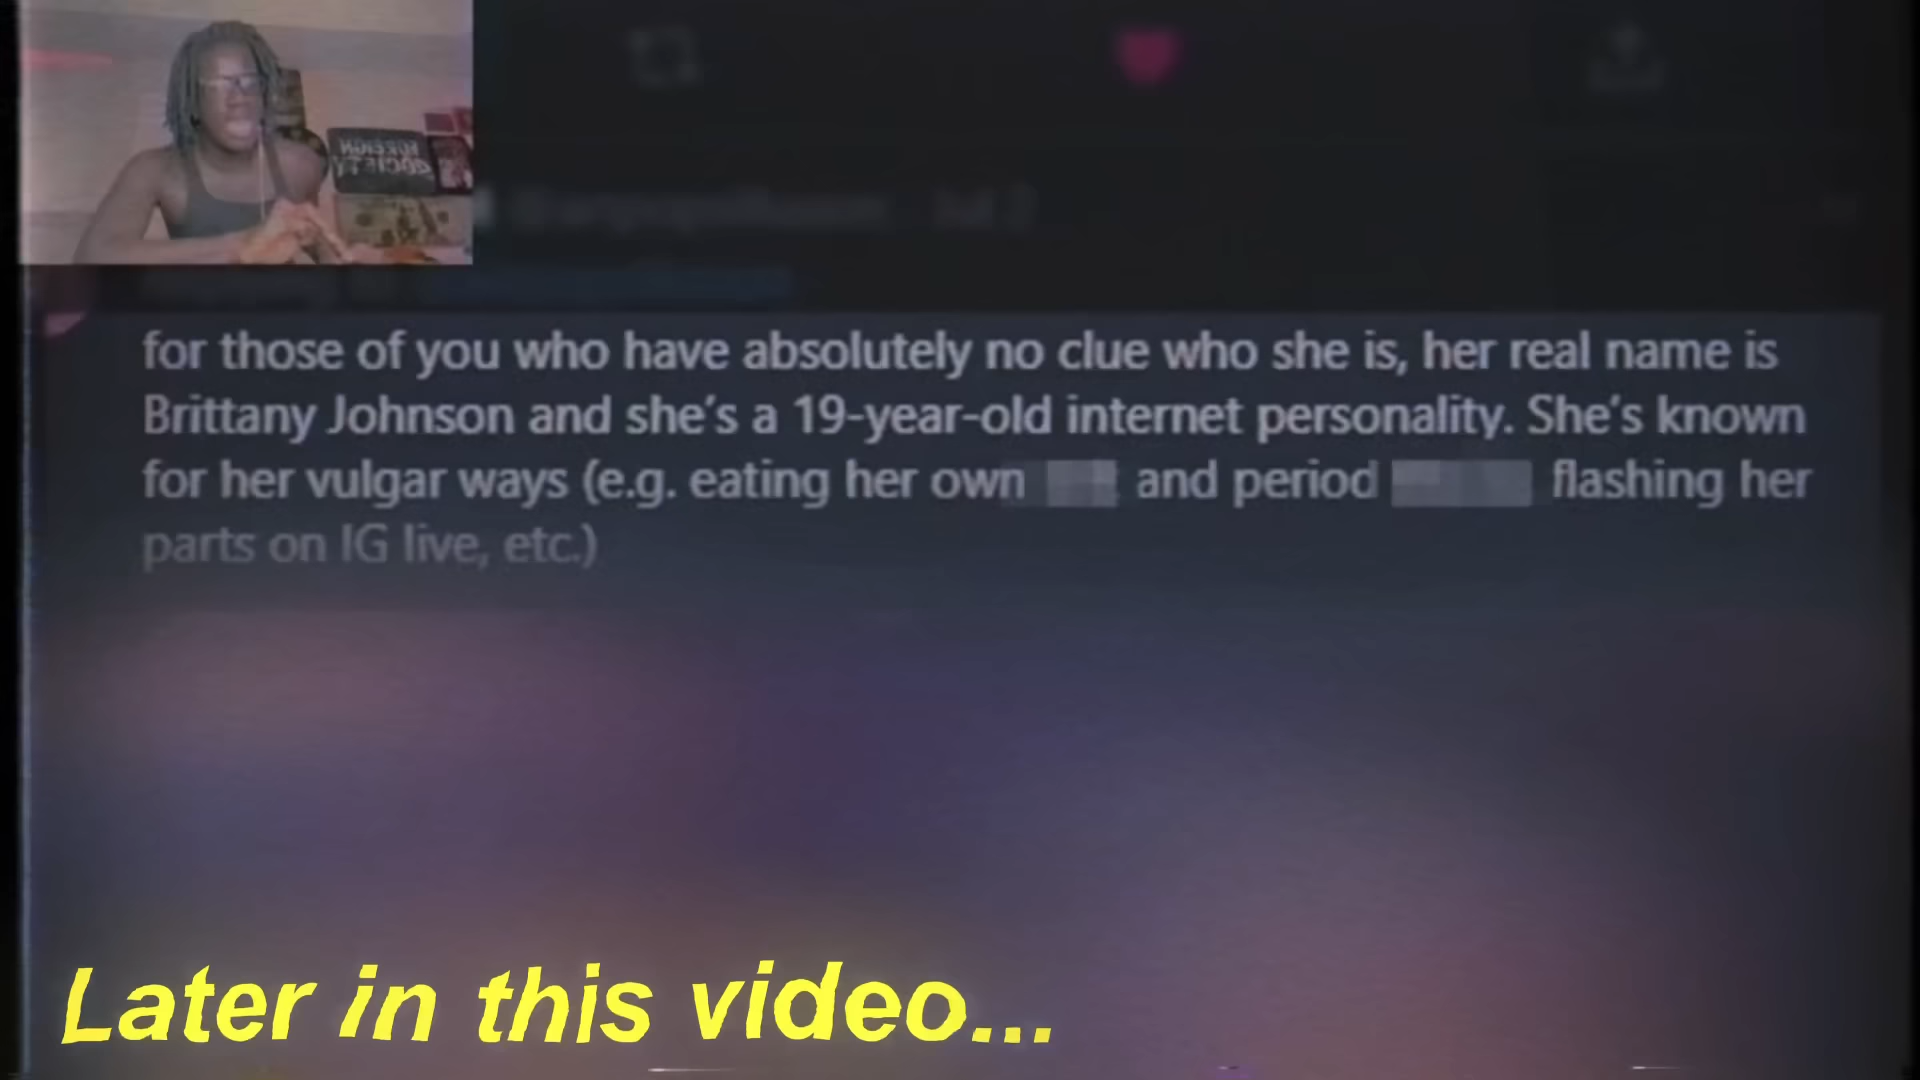 for those of you who have absolutely no clue who she is, her real name is
Brittany Johnson and she's a 19-year-old internet personality. She's known
for her vulgar ways (e.g. eating her own and period flashing her
parts on IG live, etc.)
Later in this video...